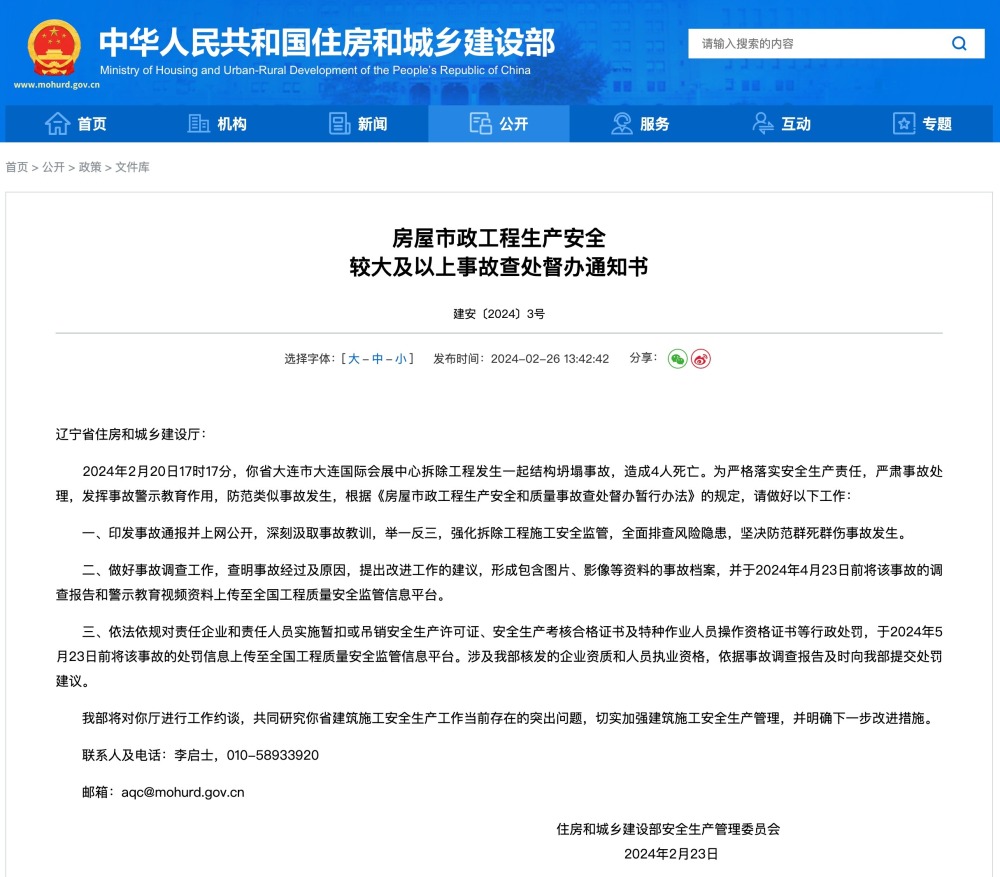 中华人民共和国住房和城乡建设部
Ministry of Housing and Urban-Rural Development of the People's Republic of China
www.mohurd.gov.cn
请输入搜索的内容
首页 机构 新闻 公开 服务 互动 专题
首页 > 公开 > 政策 > 文件库
房屋市政工程生产安全
较大及以上事故查处督办通知书
建安〔2024〕3号
选择字体：[ 大 – 中 – 小 ] 发布时间：2024–02–26 13:42:42 分享：
辽宁省住房和城乡建设厅：
2024年2月20日17时17分，你省大连市大连国际会展中心拆除工程发生一起结构坍塌事故，造成4人死亡。为严格落实安全生产责任，严肃事故处
理，发挥事故警示教育作用，防范类似事故发生，根据《房屋市政工程生产安全和质量事故查处督办暂行办法》的规定，请做好以下工作：
一、印发事故通报并上网公开，深刻汲取事故教训，举一反三，强化拆除工程施工安全监管，全面排查风险隐患，坚决防范群死群伤事故发生。
二、做好事故调查工作，查明事故经过及原因，提出改进工作的建议，形成包含图片、影像等资料的事故档案，并于2024年4月23日前将该事故的调
查报告和警示教育视频资料上传至全国工程质量安全监管信息平台。
三、依法依规对责任企业和责任人员实施暂扣或吊销安全生产许可证、安全生产考核合格证书及特种作业人员操作资格证书等行政处罚，于2024年5
月23日前将该事故的处罚信息上传至全国工程质量安全监管信息平台。涉及我部核发的企业资质和人员执业资格，依据事故调查报告及时向我部提交处罚
建议。
我部将对你厅进行工作约谈，共同研究你省建筑施工安全生产工作当前存在的突出问题，切实加强建筑施工安全生产管理，并明确下一步改进措施。
联系人及电话：李启士，010–58933920
邮箱：aqc@mohurd.gov.cn
住房和城乡建设部安全生产管理委员会
2024年2月23日